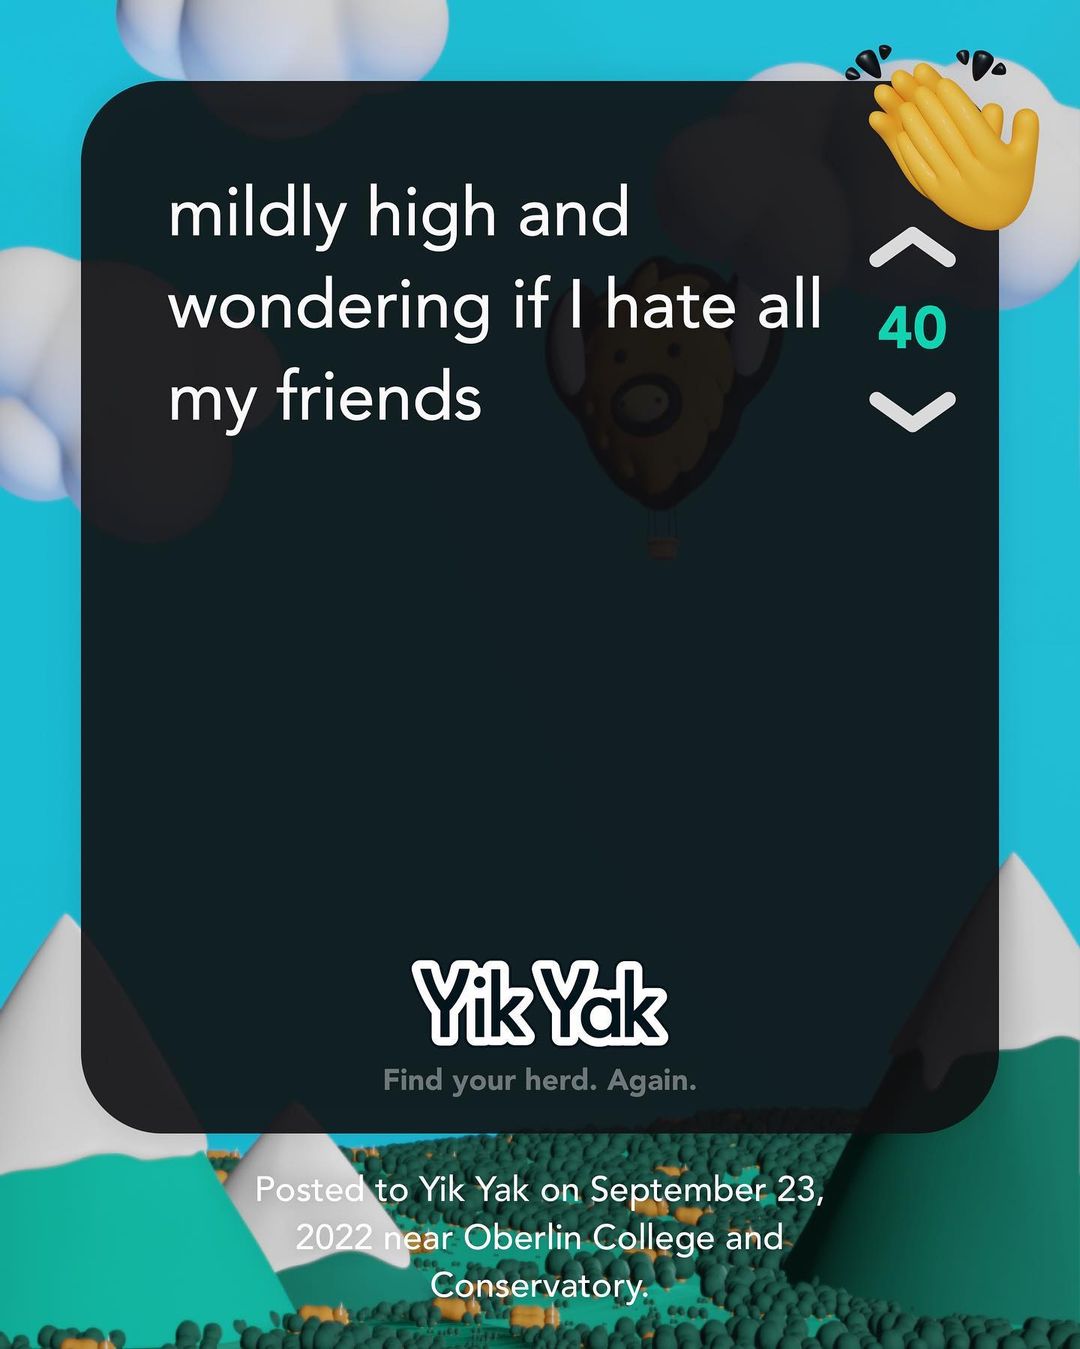 mildly high and
wondering if I hate all
my friends
40
Yik Yak
Find your herd. Again.
Posted to Yik Yak on September 23,
2022 near Oberlin College and
Conservatory.